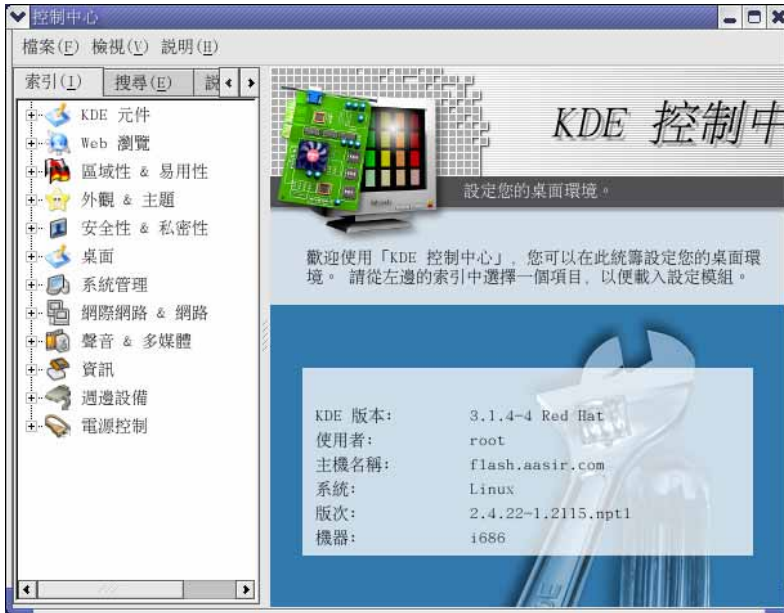 控制中心
檔案(F) 檢視(V) 說明(H)
索引(I) 搜尋(E) 說
KDE 元件
Web 瀏覽
區域性 & 易用性
外觀 & 主題
安全性 & 私密性
桌面
系統管理
網際網路 & 網路
聲音 & 多媒體
資訊
週邊設備
電源控制
KDE 控制中
設定您的桌面環境。
歡迎使用「KDE 控制中心」, 您可以在此統籌設定您的桌面環
境。 請從左邊的索引中選擇一個項目, 以便載入設定模組。
KDE 版本: 3.1.4-4 Red Hat
使用者: root
主機名稱: flash.aasir.com
系統: Linux
版次: 2.4.22-1.2115.nptl
機器: i686
KDE